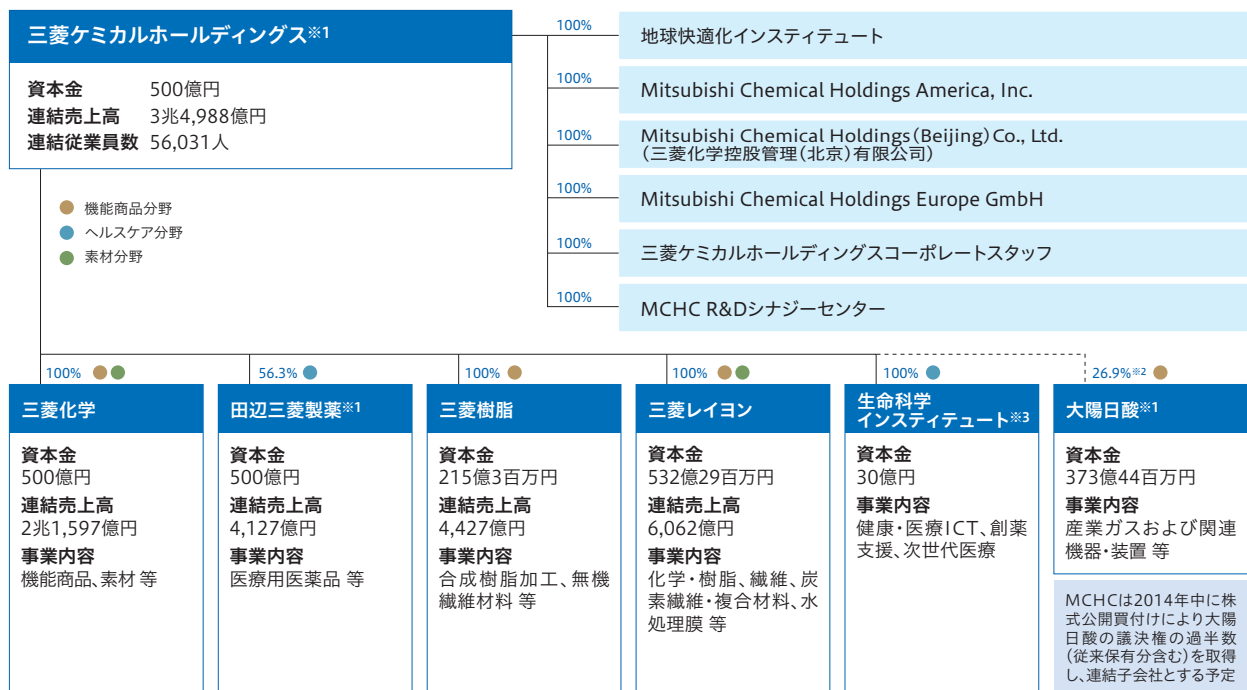 三菱ケミカルホールディングス※1
資本金 500億円
連結売上高 3兆4,988億円
連結従業員数 56,031人
機能商品分野
ヘルスケア分野
素材分野
100%
地球快適化インスティテュート
100%
Mitsubishi Chemical Holdings America, Inc.
100%
Mitsubishi Chemical Holdings(Beijing)Co., Ltd.
(三菱化学控股管理(北京)有限公司)
100%
Mitsubishi Chemical Holdings Europe GmbH
100%
三菱ケミカルホールディングスコーポレートスタッフ
100%
MCHC R&Dシナジーセンター
100%
三菱化学
資本金
500億円
連結売上高
2兆1,597億円
事業内容
機能商品、素材 等
56.3%
田辺三菱製薬※1
資本金
500億円
連結売上高
4,127億円
事業内容
医療用医薬品 等
100%
三菱樹脂
資本金
215億3百万円
連結売上高
4,427億円
事業内容
合成樹脂加工、無機
繊維材料 等
100%
三菱レイヨン
資本金
532億29百万円
連結売上高
6,062億円
事業内容
化学・樹脂、繊維、炭
素繊維・複合材料、水
処理膜 等
100%
生命科学
インスティテュート※3
資本金
30億円
事業内容
健康・医療ICT、創薬
支援、次世代医療
26.9%※2
大陽日酸※1
資本金
373億44百万円
事業内容
産業ガスおよび関連
機器・装置 等
MCHCは2014年中に株
式公開買付けにより大陽
日酸の議決権の過半数
(従来保有分含む)を取得
し、連結子会社とする予定